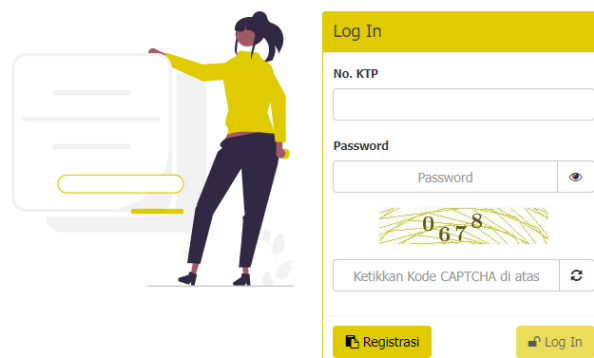 Log In
No. KTP
Password
Password
0678
Ketikkan Kode CAPTCHA di atas
Registrasi
Log In